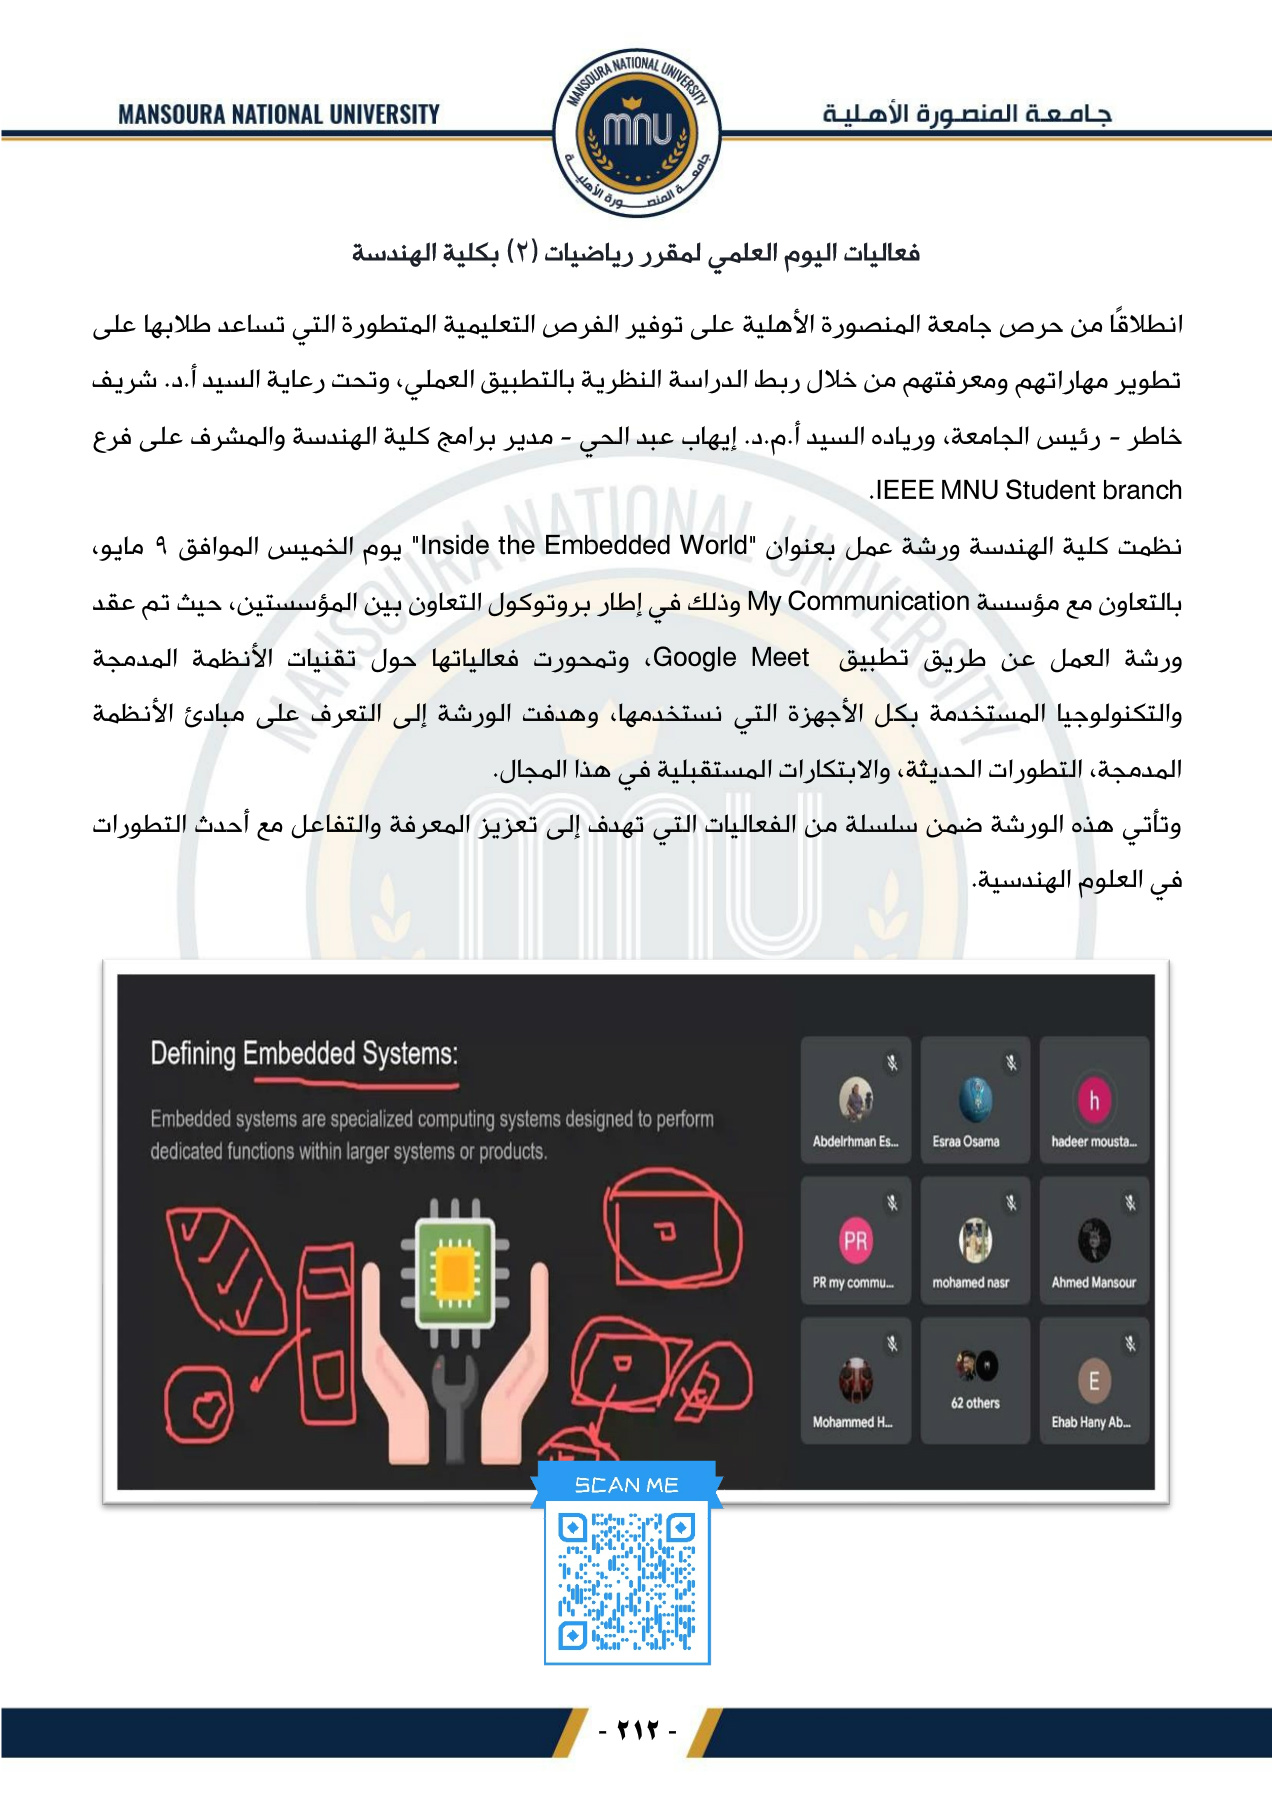 MANSOURA NATIONAL UNIVERSITY
جامعة المنصورة الأهلية
MANSOURA NATIONAL UNIVERSITY
mnu
جامعة المنصورة الأهلية
فعاليات اليوم العلمي لمقرر رياضيات (٢) بكلية الهندسة
انطلاقًا من حرص جامعة المنصورة الأهلية على توفير الفرص التعليمية المتطورة التي تساعد طلابها على
تطوير مهاراتهم ومعرفتهم من خلال ربط الدراسة النظرية بالتطبيق العملي، وتحت رعاية السيد أ.د. شريف
خاطر - رئيس الجامعة، ورياده السيد أ.م.د. إيهاب عبد الحي - مدير برامج كلية الهندسة والمشرف على فرع
IEEE MNU Student branch.
نظمت كلية الهندسة ورشة عمل بعنوان "Inside the Embedded World" يوم الخميس الموافق ٩ مايو،
بالتعاون مع مؤسسة My Communication وذلك في إطار بروتوكول التعاون بين المؤسستين، حيث تم عقد
ورشة العمل عن طريق تطبيق Google Meet، وتمحورت فعالياتها حول تقنيات الأنظمة المدمجة
والتكنولوجيا المستخدمة بكل الأجهزة التي نستخدمها، وهدفت الورشة إلى التعرف على مبادئ الأنظمة
المدمجة، التطورات الحديثة، والابتكارات المستقبلية في هذا المجال.
وتأتي هذه الورشة ضمن سلسلة من الفعاليات التي تهدف إلى تعزيز المعرفة والتفاعل مع أحدث التطورات
في العلوم الهندسية.
MANSOURA NATIONAL UNIVERSITY
mnu
Defining Embedded Systems:
Embedded systems are specialized computing systems designed to perform
dedicated functions within larger systems or products.
Abdelrhman Es...
Esraa Osama
h
hadeer mousta...
PR
PR my commu...
mohamed nasr
Ahmed Mansour
Mohammed H...
62 others
E
Ehab Hany Ab...
SCAN ME
- ٢١٢ -